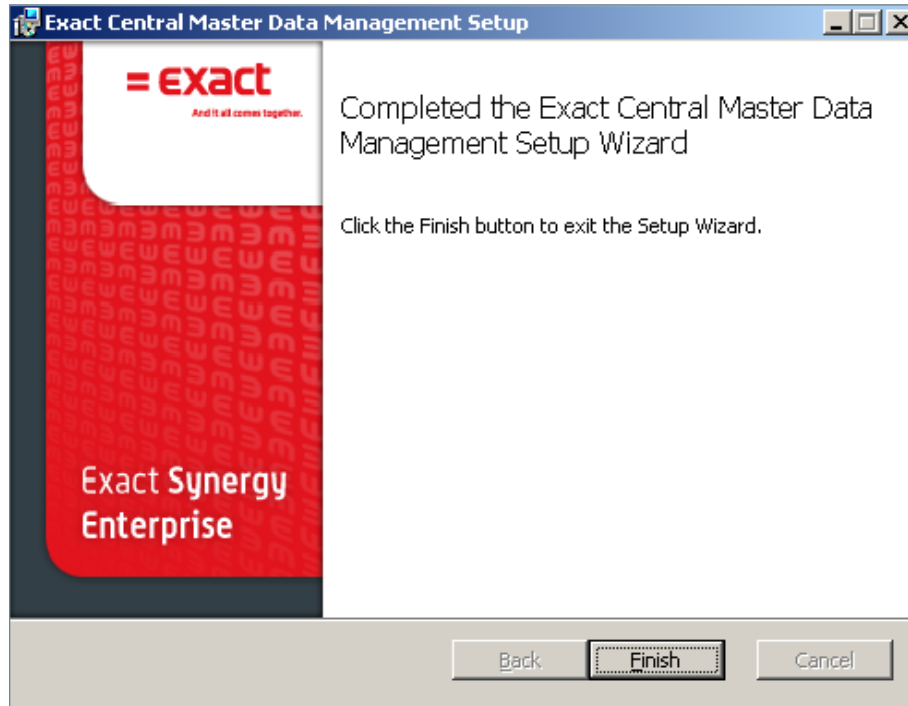 Exact Central Master Data Management Setup
= exact
And it all comes together.
Completed the Exact Central Master Data
Management Setup Wizard
Click the Finish button to exit the Setup Wizard.
Exact Synergy
Enterprise
Back
Finish
Cancel